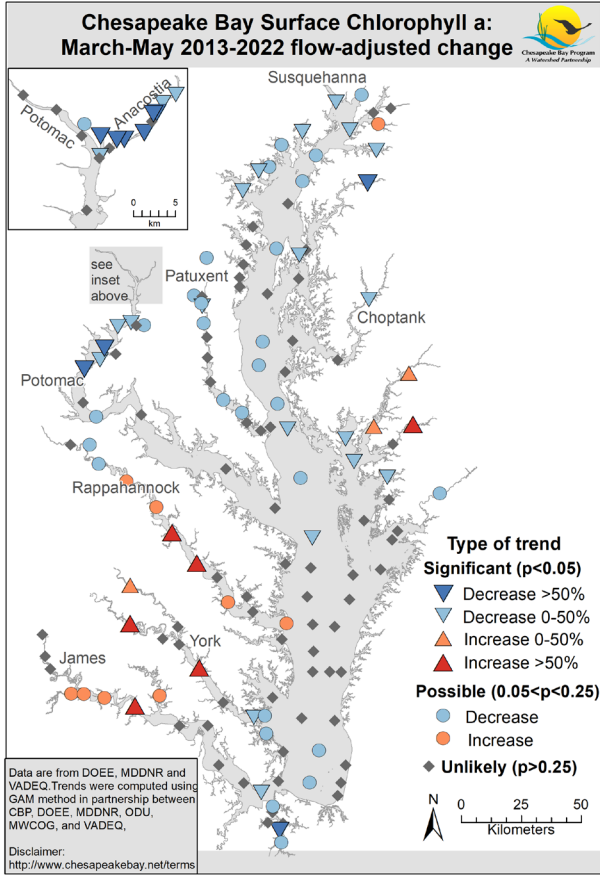 Chesapeake Bay Surface Chlorophyll a:
March-May 2013-2022 flow-adjusted change
Chesapeake Bay Program
A Watershed Partnership
Susquehanna
Anacostia
Potomac
0 5
km
see
inset
above
Patuxent
Choptank
Potomac
Rappahannock
York
James
Type of trend
Significant (p<0.05)
Decrease >50%
Decrease 0-50%
Increase 0-50%
Increase >50%
Possible (0.05<p<0.25)
Decrease
Increase
Unlikely (p>0.25)
N
0 25 50
Kilometers
Data are from DOEE, MDDNR and
VADEQ.Trends were computed using
GAM method in partnership between
CBP, DOEE, MDDNR, ODU,
MWCOG, and VADEQ,
Disclaimer:
http://www.chesapeakebay.net/terms